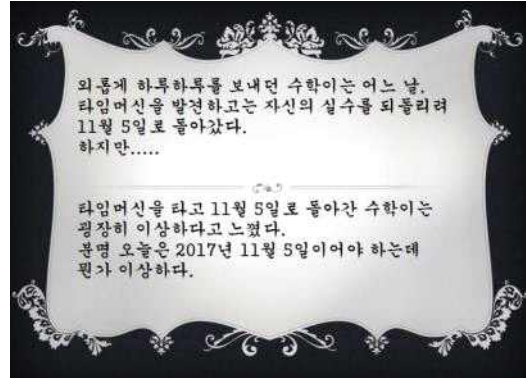 외롭게 하루하루를 보내던 수학이는 어느 날,
타임머신을 발견하고는 자신의 실수를 되돌리려
11월 5일로 돌아갔다.
하지만.....
타임머신을 타고 11월 5일로 돌아간 수학이는
굉장히 이상하다고 느꼈다.
분명 오늘은 2017년 11월 5일이어야 하는데
뭔가 이상하다.